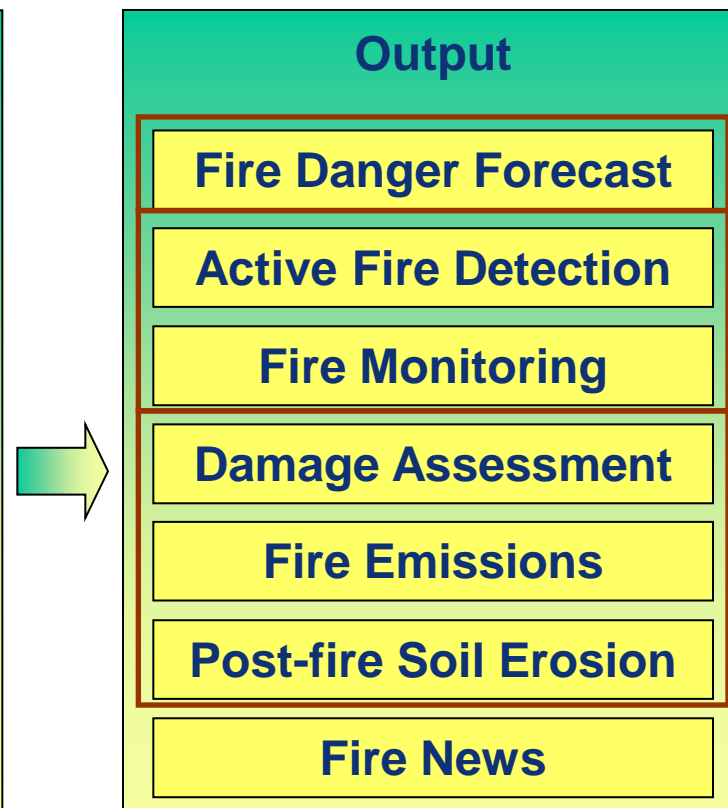 Output
Fire Danger Forecast
Active Fire Detection
Fire Monitoring
Damage Assessment
Fire Emissions
Post-fire Soil Erosion
Fire News